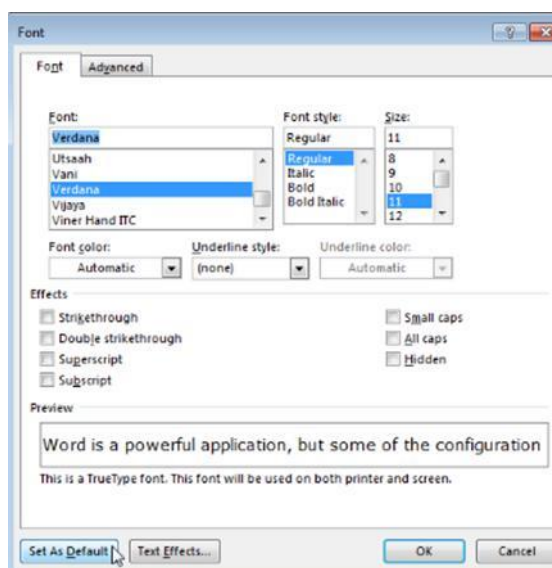 Font
Font Advanced
Font: Font style: Size:
Verdana Regular 11
Utsaah Regular 8
Vani Italic 9
Verdana Bold 10
Vijaya Bold Italic 11
Viner Hand ITC 12
Font color: Underline style: Underline color:
Automatic (none) Automatic
Effects
Strikethrough Small caps
Double strikethrough All caps
Superscript Hidden
Subscript
Preview
Word is a powerful application, but some of the configuration
This is a TrueType font. This font will be used on both printer and screen.
Set As Default Text Effects... OK Cancel